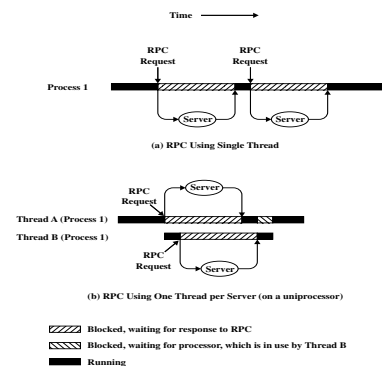 Time
RPC
Request
RPC
Request
Process 1
Server
Server
(a) RPC Using Single Thread
Server
RPC
Request
Thread A (Process 1)
Thread B (Process 1)
RPC
Request
Server
(b) RPC Using One Thread per Server (on a uniprocessor)
Blocked, waiting for response to RPC
Blocked, waiting for processor, which is in use by Thread B
Running